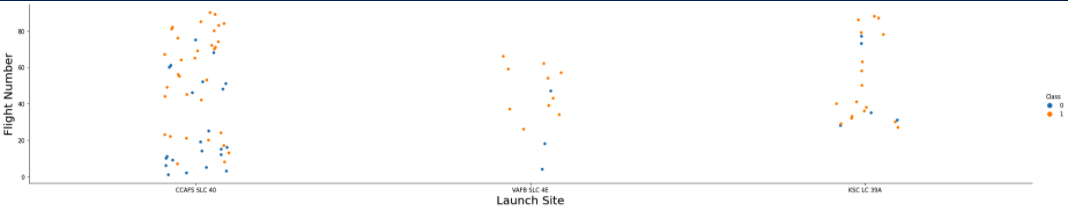 80
60
40
20
0
Flight Number
CCAFS SLC 40
VAFB SLC 4E
KSC LC 39A
Launch Site
Class
0
1